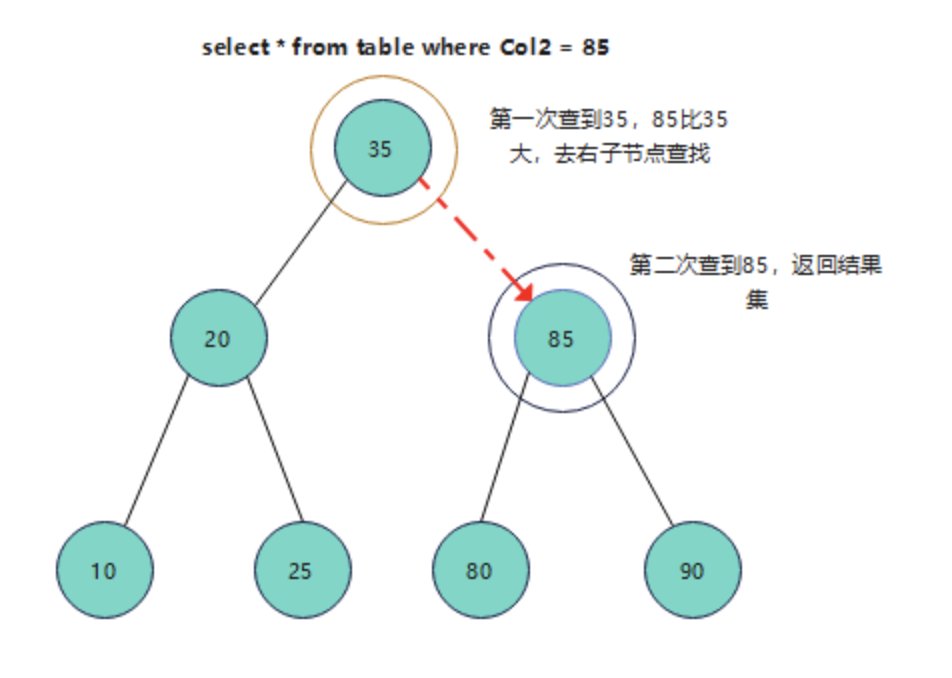 select * from table where Col2 = 85
35
第一次查到35，85比35
大，去右子节点查找
第二次查到85，返回结果
集
20
85
10
25
80
90